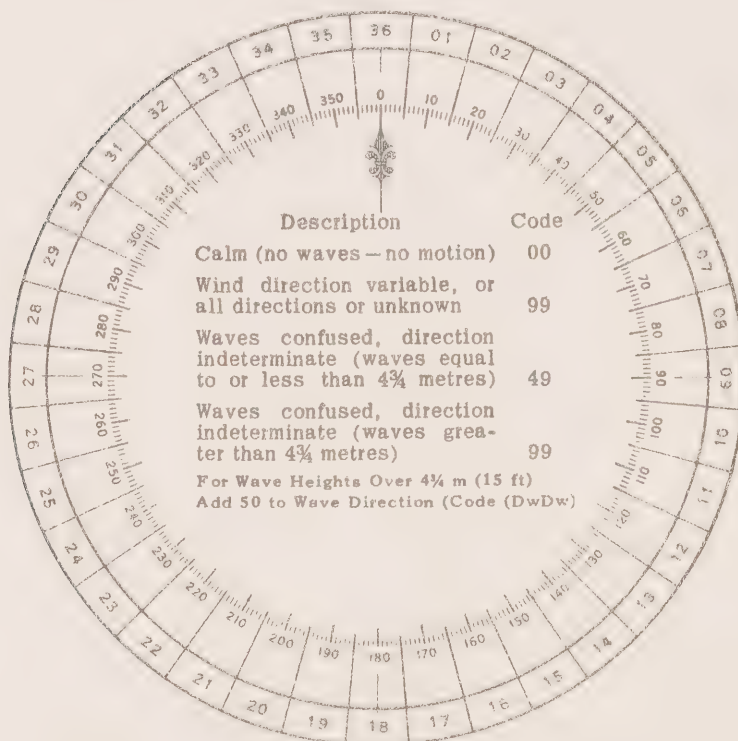 36 01 02 03 04 05 06 07 08 09 10 11 12 13 14 15 16 17 18 19 20 21 22 23 24 25 26 27 28 29 30 31 32 33 34 35
0 10 20 30 40 50 60 70 80 90 100 110 120 130 140 150 160 170 180 190 200 210 220 230 240 250 260 270 280 290 300 310 320 330 340 350
Description Code
Calm (no waves — no motion) 00
Wind direction variable, or
all directions or unknown 99
Waves confused, direction
indeterminate (waves equal
to or less than 4¾ metres) 49
Waves confused, direction
indeterminate (waves grea-
ter than 4¾ metres) 99
For Wave Heights Over 4¾ m (15 ft)
Add 50 to Wave Direction (Code (DwDw)